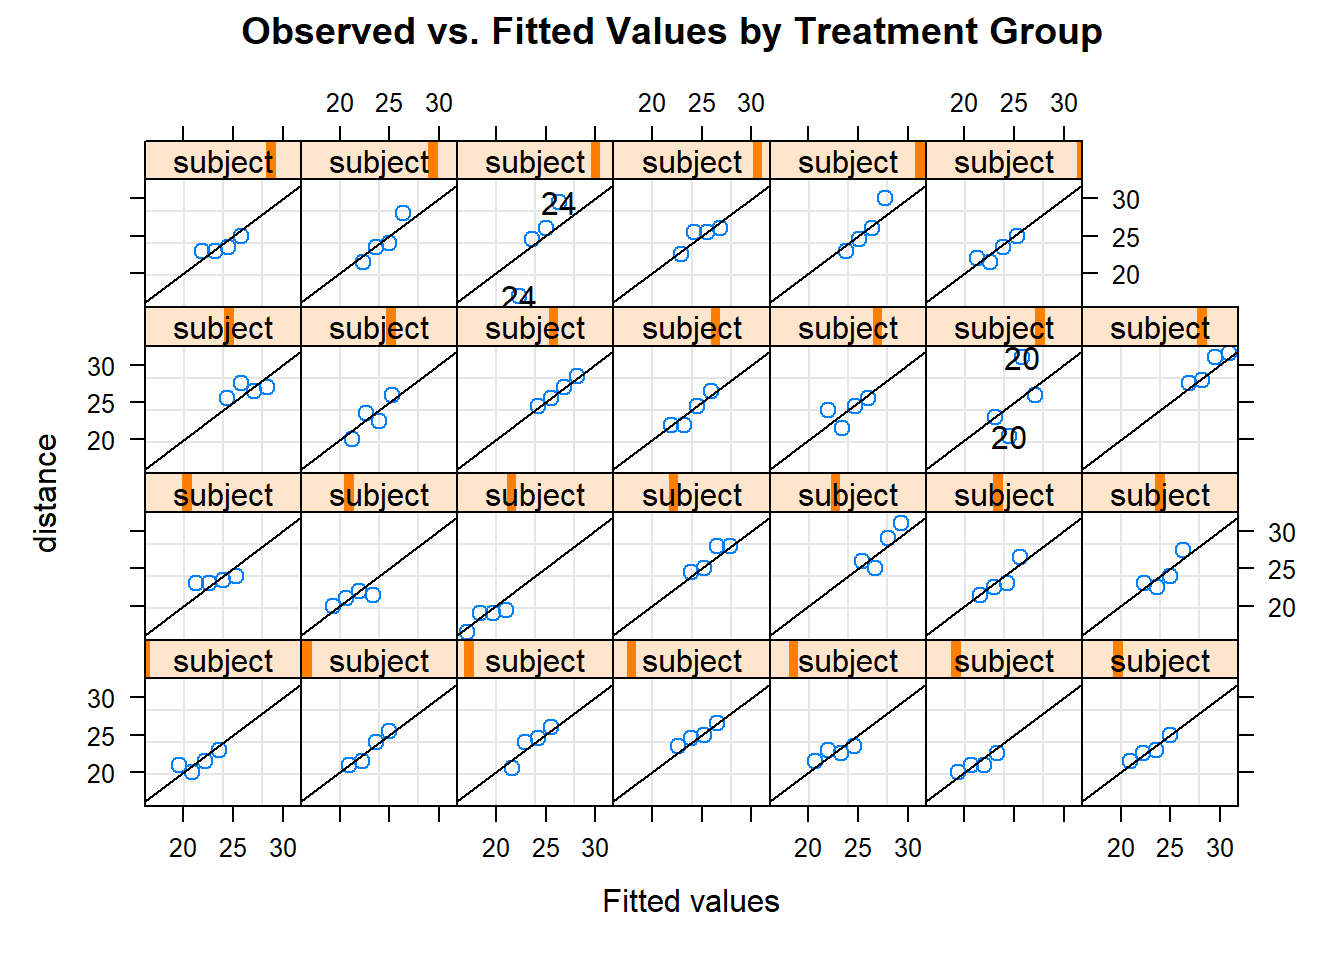 Observed vs. Fitted Values by Treatment Group
20 25 30 20 25 30 20 25 30
subject subject subject subject subject subject
24
30
25
20
24
subject subject subject subject subject subject subject
30
20
25
20
20
subject subject subject subject subject subject subject
30
25
20
subject subject subject subject subject subject subject
30
25
20
20 25 30 20 25 30 20 25 30 20 25 30
distance
Fitted values